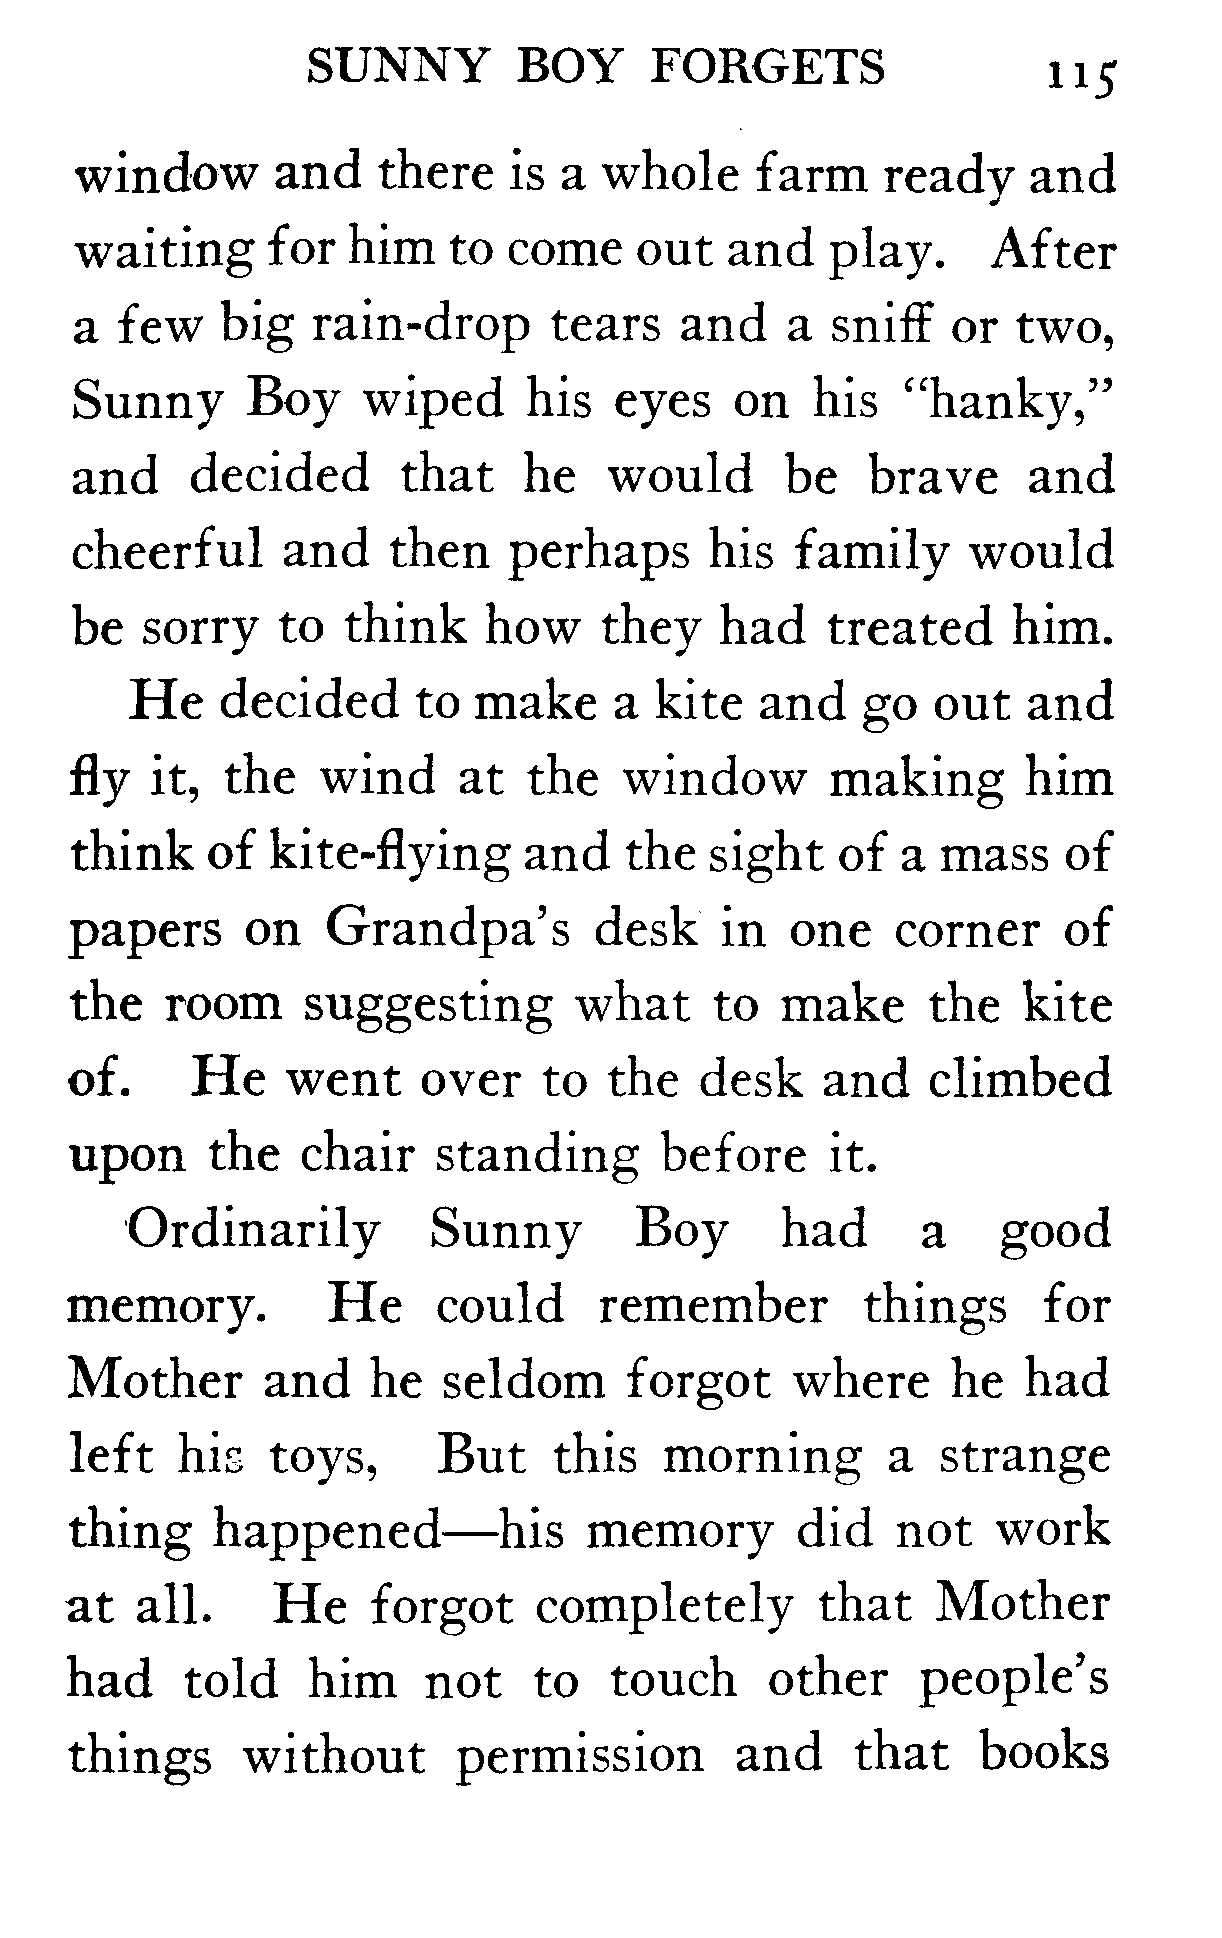 SUNNY BOY FORGETS 115
window and there is a whole farm ready and
waiting for him to come out and play. After
a few big rain-drop tears and a sniff or two,
Sunny Boy wiped his eyes on his "hanky,"
and decided that he would be brave and
cheerful and then perhaps his family would
be sorry to think how they had treated him.
He decided to make a kite and go out and
fly it, the wind at the window making him
think of kite-flying and the sight of a mass of
papers on Grandpa's desk in one corner of
the room suggesting what to make the kite
of. He went over to the desk and climbed
upon the chair standing before it.
Ordinarily Sunny Boy had a good
memory. He could remember things for
Mother and he seldom forgot where he had
left his toys, But this morning a strange
thing happened—his memory did not work
at all. He forgot completely that Mother
had told him not to touch other people's
things without permission and that books